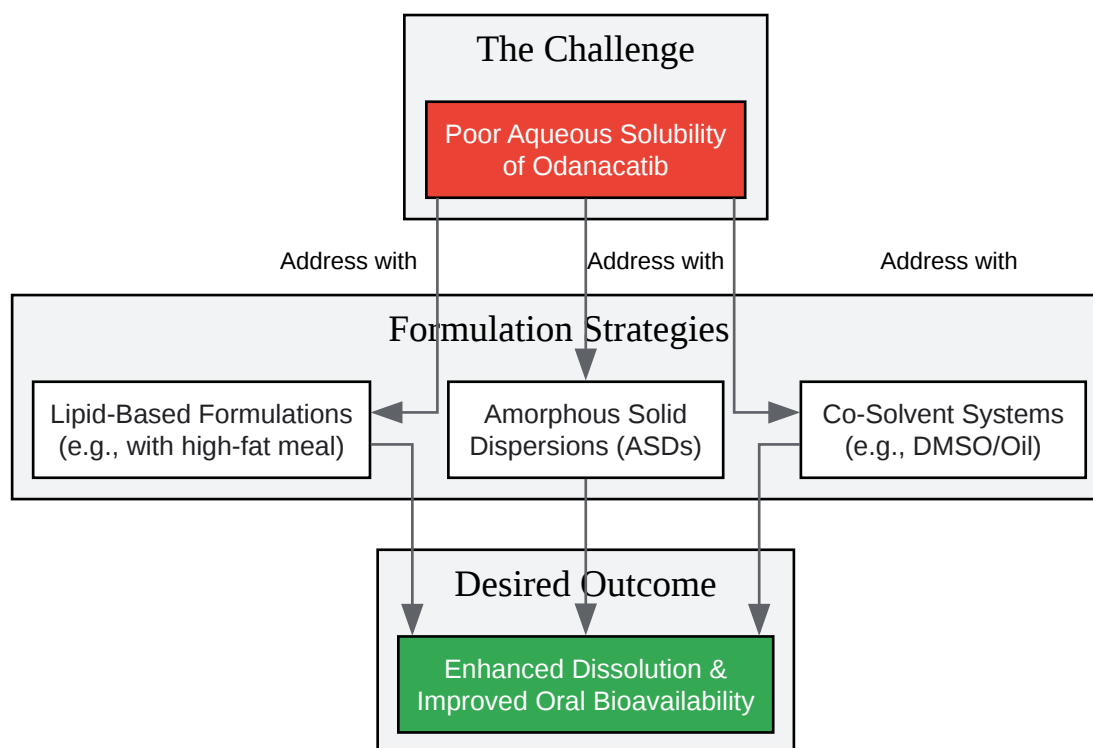 The Challenge
Poor Aqueous Solubility
of Odanacatib
Address with
Address with
Address with
Formulation Strategies
Lipid-Based Formulations
(e.g., with high-fat meal)
Amorphous Solid
Dispersions (ASDs)
Co-Solvent Systems
(e.g., DMSO/Oil)
Desired Outcome
Enhanced Dissolution &
Improved Oral Bioavailability